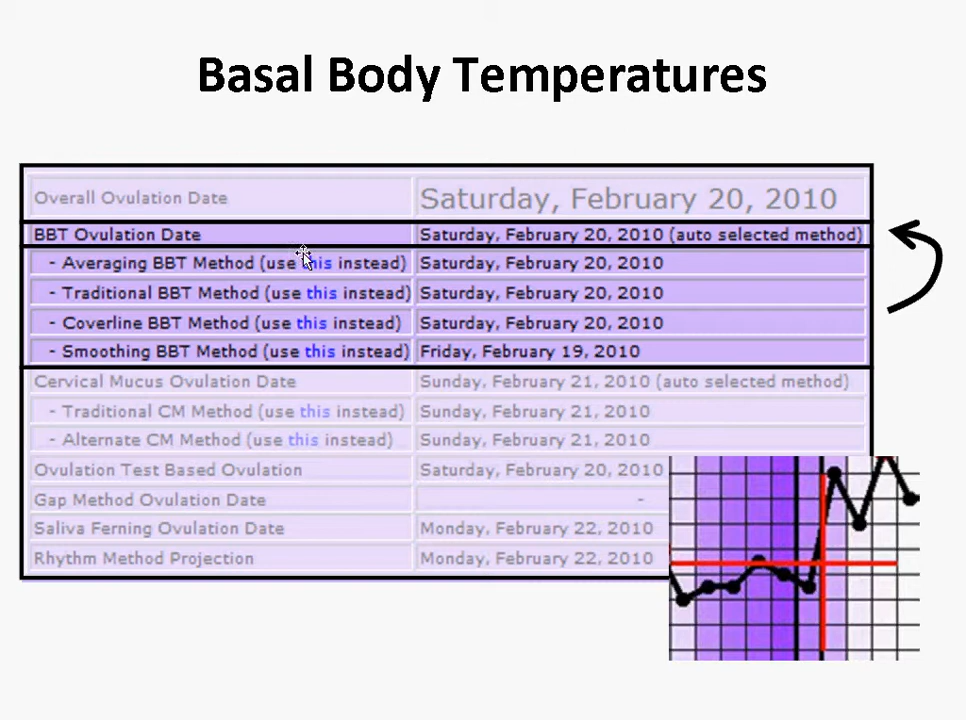 Basal Body Temperatures
Overall Ovulation Date Saturday, February 20, 2010
BBT Ovulation Date Saturday, February 20, 2010 (auto selected method)
- Averaging BBT Method (use this instead) Saturday, February 20, 2010
- Traditional BBT Method (use this instead) Saturday, February 20, 2010
- Coverline BBT Method (use this instead) Saturday, February 20, 2010
- Smoothing BBT Method (use this instead) Friday, February 19, 2010
Cervical Mucus Ovulation Date Sunday, February 21, 2010 (auto selected method)
- Traditional CM Method (use this instead) Sunday, February 21, 2010
- Alternate CM Method (use this instead) Sunday, February 21, 2010
Ovulation Test Based Ovulation Saturday, February 20, 2010
Gap Method Ovulation Date -
Saliva Ferning Ovulation Date Monday, February 22, 2010
Rhythm Method Projection Monday, February 22, 2010